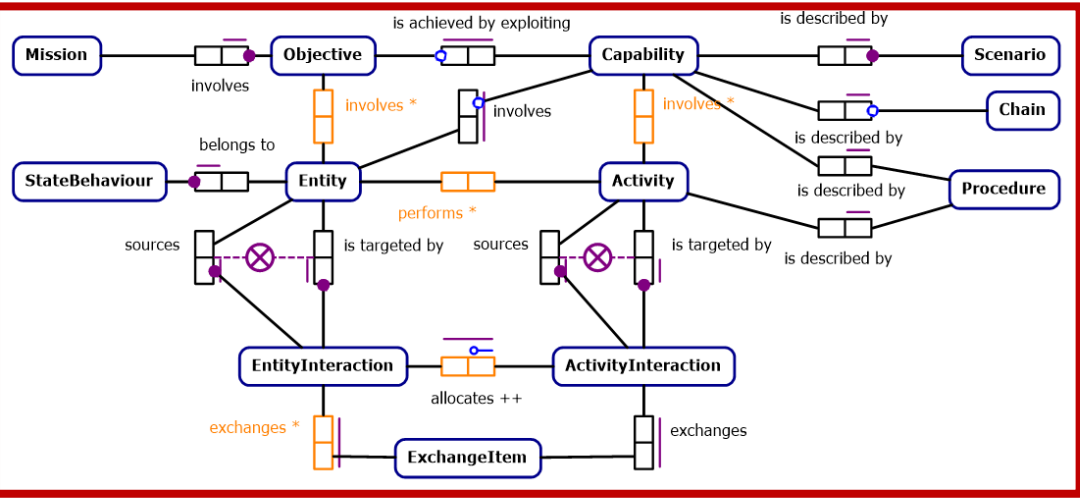 is achieved by exploiting
is described by
Mission
Objective
Capability
Scenario
involves
involves *
involves
involves *
Chain
is described by
belongs to
StateBehaviour
Entity
Activity
is described by
Procedure
performs *
sources
is targeted by
sources
is targeted by
is described by
EntityInteraction
ActivityInteraction
allocates ++
exchanges *
exchanges
ExchangeItem